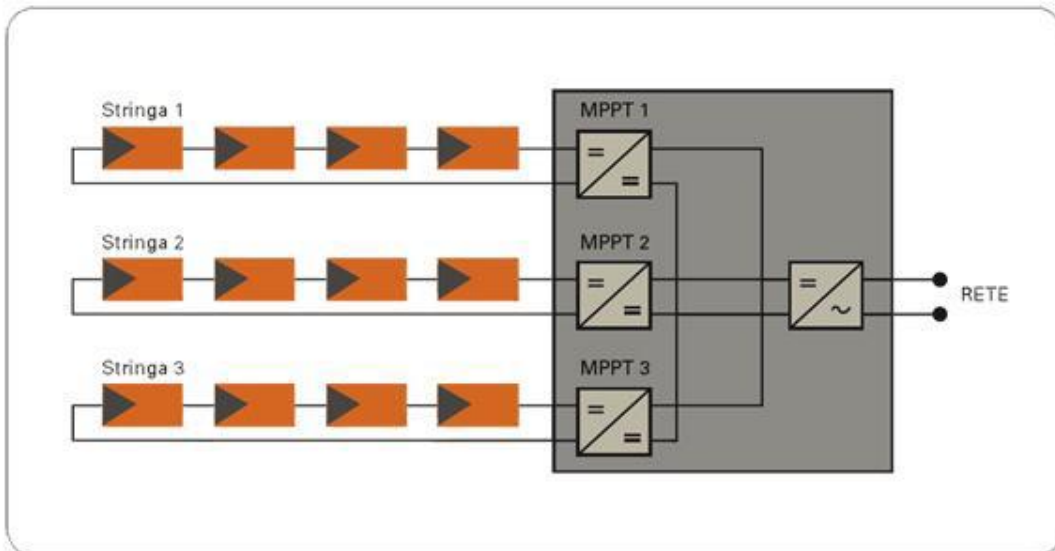 Stringa 1
MPPT 1
Stringa 2
MPPT 2
RETE
Stringa 3
MPPT 3